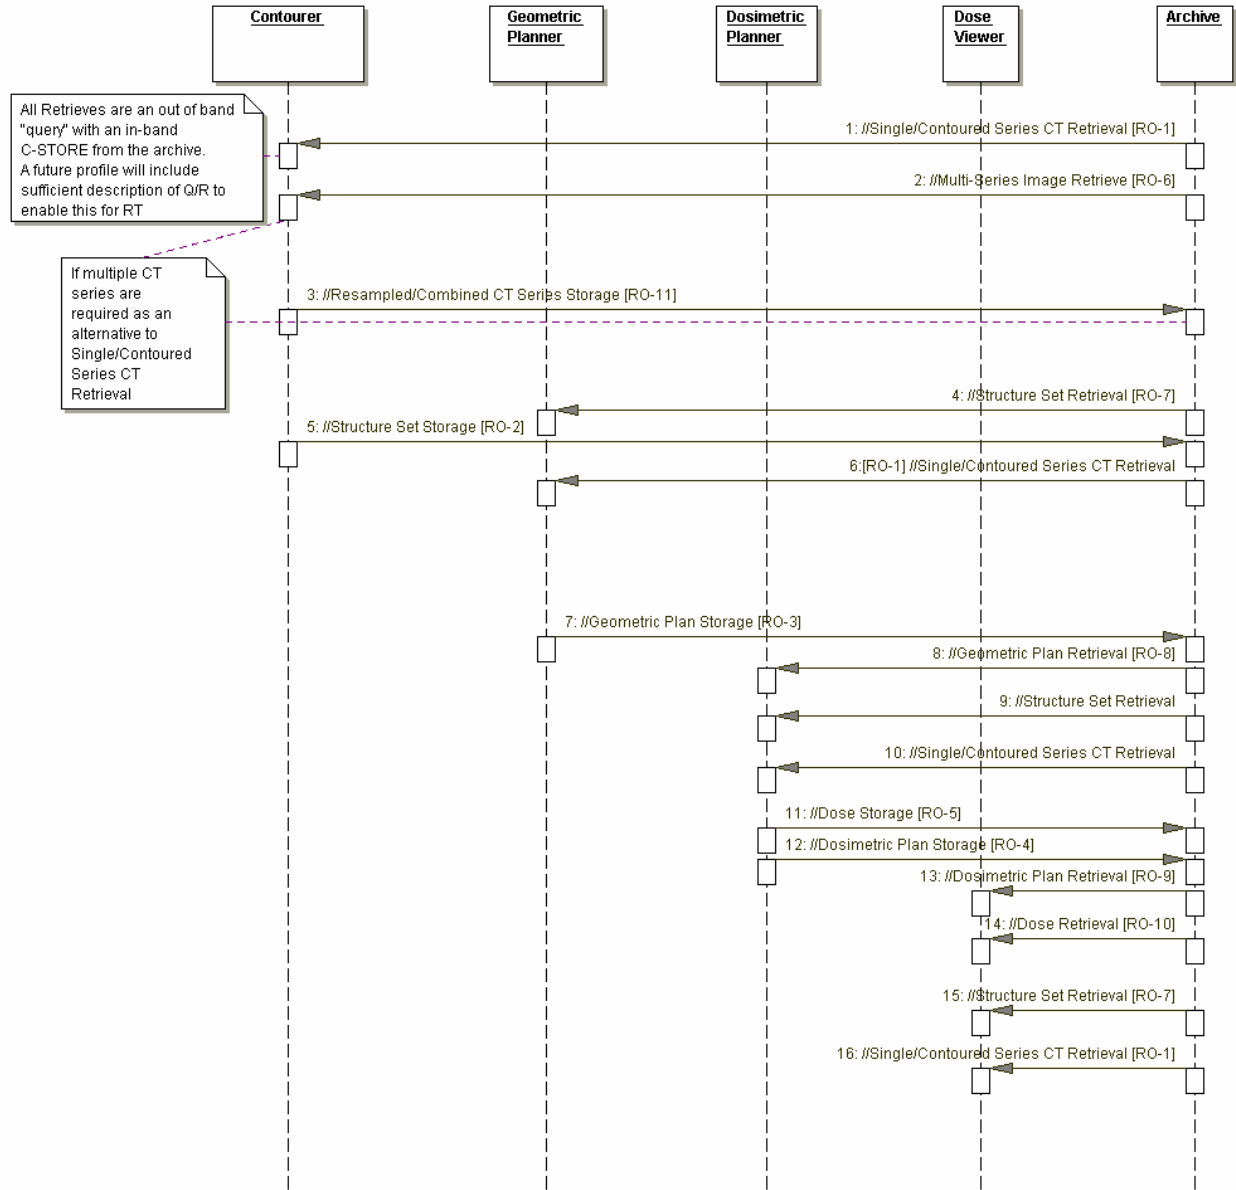 Contourer
Geometric
Planner
Dosimetric
Planner
Dose
Viewer
Archive
All Retrieves are an out of band
"query" with an in-band
C-STORE from the archive.
A future profile will include
sufficient description of Q/R to
enable this for RT
1: //Single/Contoured Series CT Retrieval [RO-1]
2: //Multi-Series Image Retrieve [RO-6]
If multiple CT
series are
required as an
alternative to
Single/Contoured
Series CT
Retrieval
3: //Resampled/Combined CT Series Storage [RO-11]
4: //Structure Set Retrieval [RO-7]
5: //Structure Set Storage [RO-2]
6:[RO-1] //Single/Contoured Series CT Retrieval
7: //Geometric Plan Storage [RO-3]
8: //Geometric Plan Retrieval [RO-8]
9: //Structure Set Retrieval
10: //Single/Contoured Series CT Retrieval
11: //Dose Storage [RO-5]
12: //Dosimetric Plan Storage [RO-4]
13: //Dosimetric Plan Retrieval [RO-9]
14: //Dose Retrieval [RO-10]
15: //Structure Set Retrieval [RO-7]
16: //Single/Contoured Series CT Retrieval [RO-1]